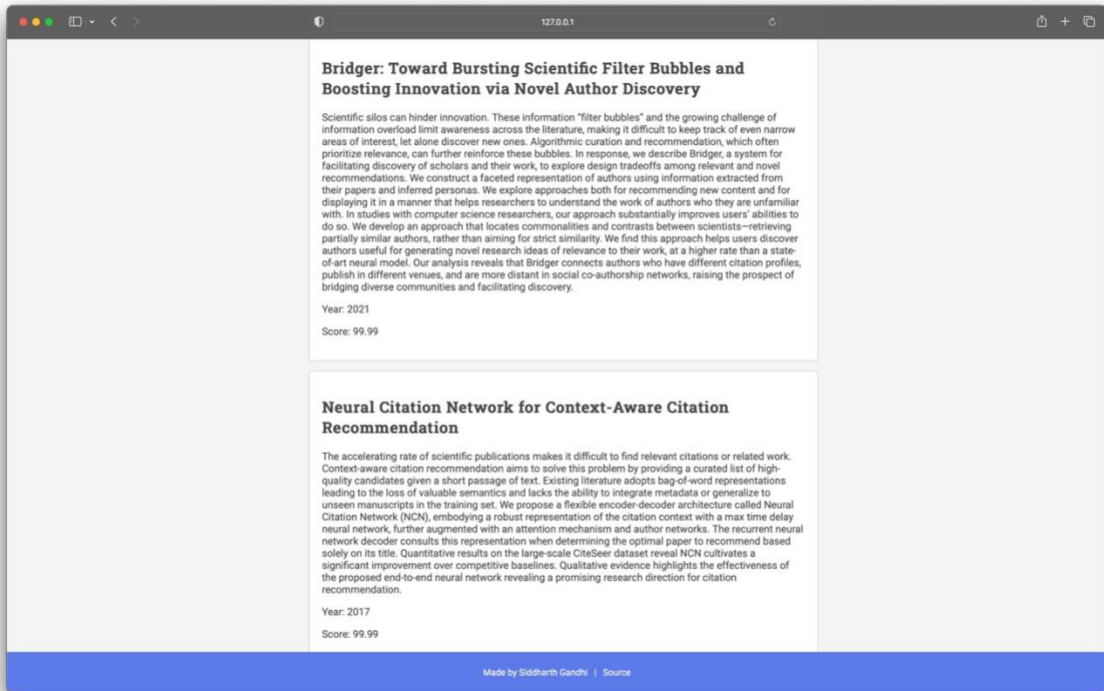 127.0.0.1
Bridger: Toward Bursting Scientific Filter Bubbles and
Boosting Innovation via Novel Author Discovery
Scientific silos can hinder innovation. These information “filter bubbles” and the growing challenge of
information overload limit awareness across the literature, making it difficult to keep track of even narrow
areas of interest, let alone discover new ones. Algorithmic curation and recommendation, which often
prioritize relevance, can further reinforce these bubbles. In response, we describe Bridger, a system for
facilitating discovery of scholars and their work, to explore design tradeoffs among relevant and novel
recommendations. We construct a faceted representation of authors using information extracted from
their papers and inferred personas. We explore approaches both for recommending new content and for
displaying it in a manner that helps researchers to understand the work of authors who they are unfamiliar
with. In studies with computer science researchers, our approach substantially improves users’ abilities to
do so. We develop an approach that locates commonalities and contrasts between scientists—retrieving
partially similar authors, rather than aiming for strict similarity. We find this approach helps users discover
authors useful for generating novel research ideas of relevance to their work, at a higher rate than a state-
of-art neural model. Our analysis reveals that Bridger connects authors who have different citation profiles,
publish in different venues, and are more distant in social co-authorship networks, raising the prospect of
bridging diverse communities and facilitating discovery.
Year: 2021
Score: 99.99
Neural Citation Network for Context-Aware Citation
Recommendation
The accelerating rate of scientific publications makes it difficult to find relevant citations or related work.
Context-aware citation recommendation aims to solve this problem by providing a curated list of high-
quality candidates given a short passage of text. Existing literature adopts bag-of-word representations
leading to the loss of valuable semantics and lacks the ability to integrate metadata or generalize to
unseen manuscripts in the training set. We propose a flexible encoder-decoder architecture called Neural
Citation Network (NCN), embodying a robust representation of the citation context with a max time delay
neural network, further augmented with an attention mechanism and author networks. The recurrent neural
network decoder consults this representation when determining the optimal paper to recommend based
solely on its title. Quantitative results on the large-scale CiteSeer dataset reveal NCN cultivates a
significant improvement over competitive baselines. Qualitative evidence highlights the effectiveness of
the proposed end-to-end neural network revealing a promising research direction for citation
recommendation.
Year: 2017
Score: 99.99
Made by Siddharth Gandhi | Source